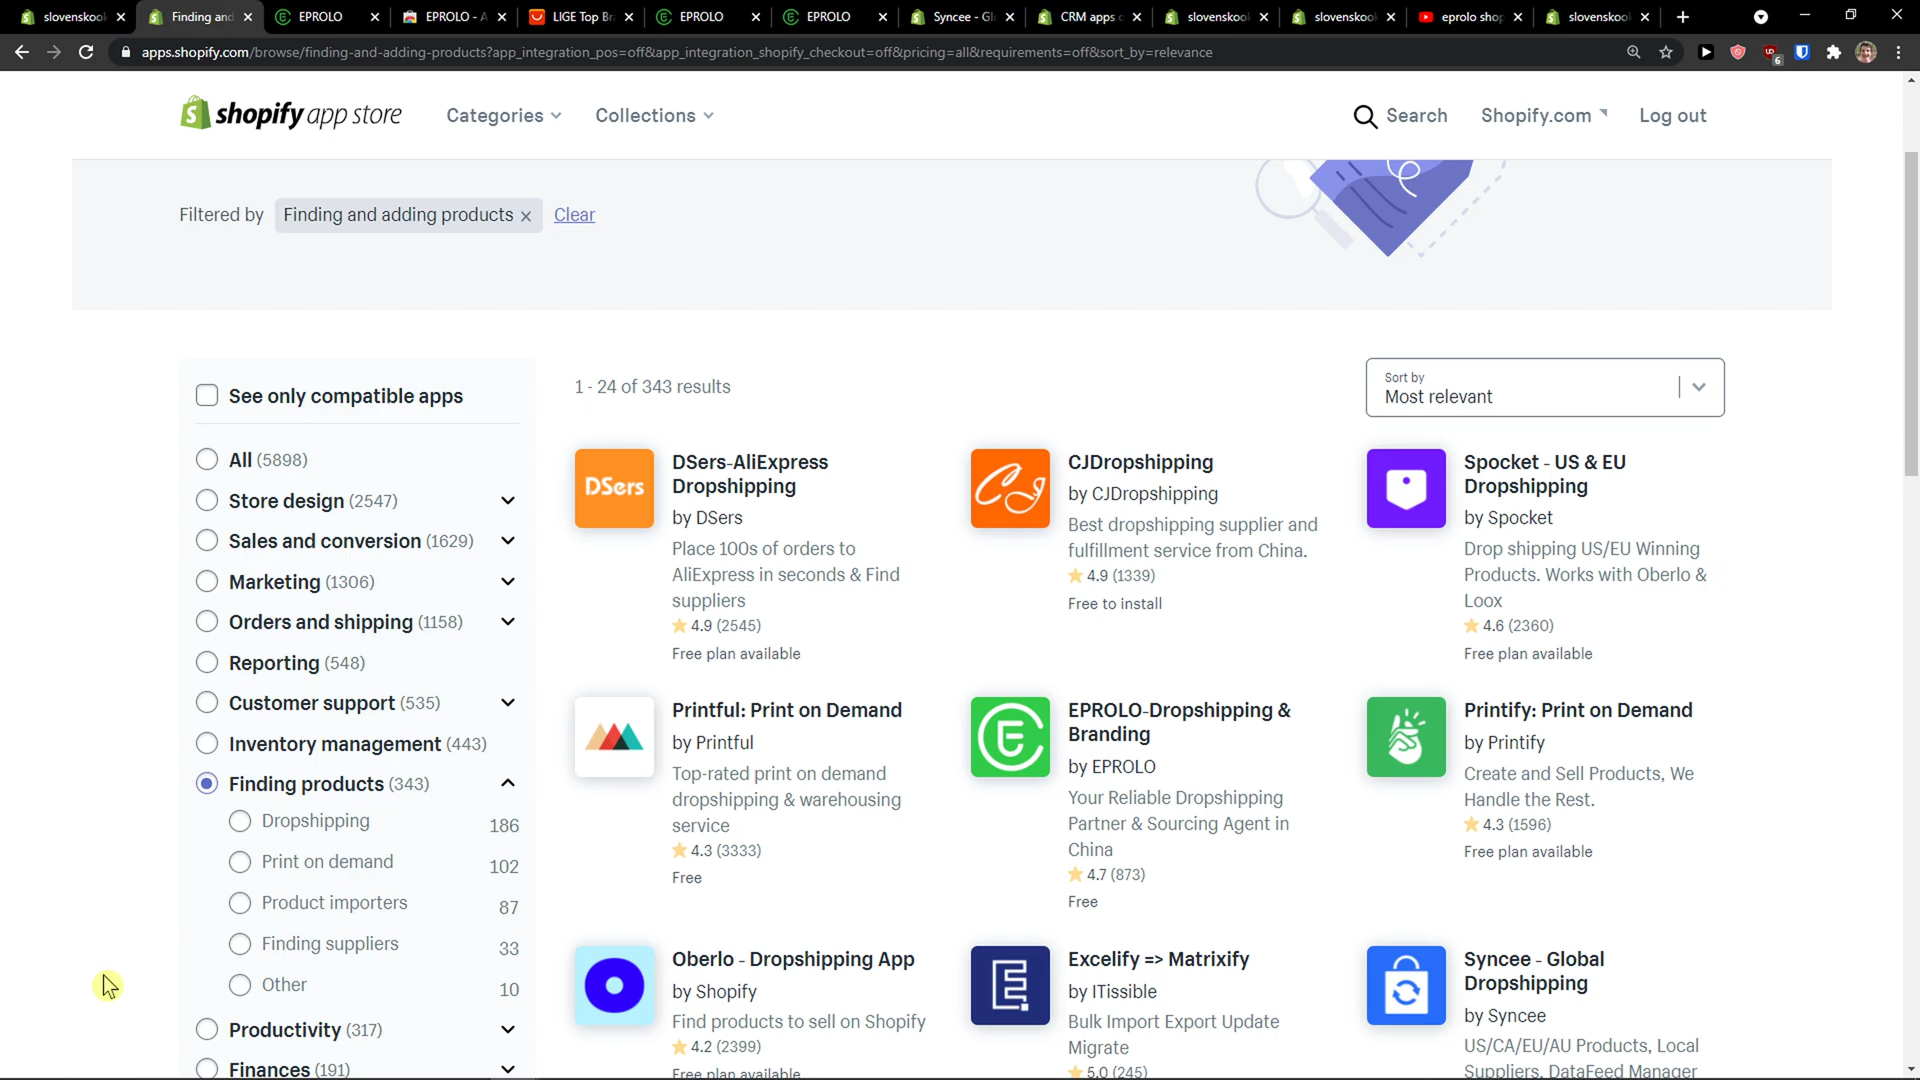 slovenskoo
Finding and
EPROLO
EPROLO - A
LIGE Top Br
EPROLO
EPROLO
Syncee - Gl
CRM apps o
slovenskoo
slovenskoo
eprolo shop
slovenskoo
apps.shopify.com/browse/finding-and-adding-products?app_integration_pos=off&app_integration_shopify_checkout=off&pricing=all&requirements=off&sort_by=relevance
6
shopify app store
Categories
Collections
Search
Shopify.com
Log out
Filtered by
Finding and adding products ×
Clear
See only compatible apps
All (5898)
Store design (2547)
Sales and conversion (1629)
Marketing (1306)
Orders and shipping (1158)
Reporting (548)
Customer support (535)
Inventory management (443)
Finding products (343)
Dropshipping 186
Print on demand 102
Product importers 87
Finding suppliers 33
Other 10
Productivity (317)
Finances (191)
1 - 24 of 343 results
Sort by
Most relevant
DSers
DSers-AliExpress
Dropshipping
by DSers
Place 100s of orders to
AliExpress in seconds & Find
suppliers
4.9 (2545)
Free plan available
CJDropshipping
by CJDropshipping
Best dropshipping supplier and
fulfillment service from China.
4.9 (1339)
Free to install
Spocket - US & EU
Dropshipping
by Spocket
Drop shipping US/EU Winning
Products. Works with Oberlo &
Loox
4.6 (2360)
Free plan available
Printful: Print on Demand
by Printful
Top-rated print on demand
dropshipping & warehousing
service
4.3 (3333)
Free
EPROLO-Dropshipping &
Branding
by EPROLO
Your Reliable Dropshipping
Partner & Sourcing Agent in
China
4.7 (873)
Free
Printify: Print on Demand
by Printify
Create and Sell Products, We
Handle the Rest.
4.3 (1596)
Free plan available
Oberlo - Dropshipping App
by Shopify
Find products to sell on Shopify
4.2 (2399)
Free plan available
Excelify => Matrixify
by ITissible
Bulk Import Export Update
Migrate
5.0 (245)
Syncee - Global
Dropshipping
by Syncee
US/CA/EU/AU Products, Local
Suppliers, DataFeed Manager